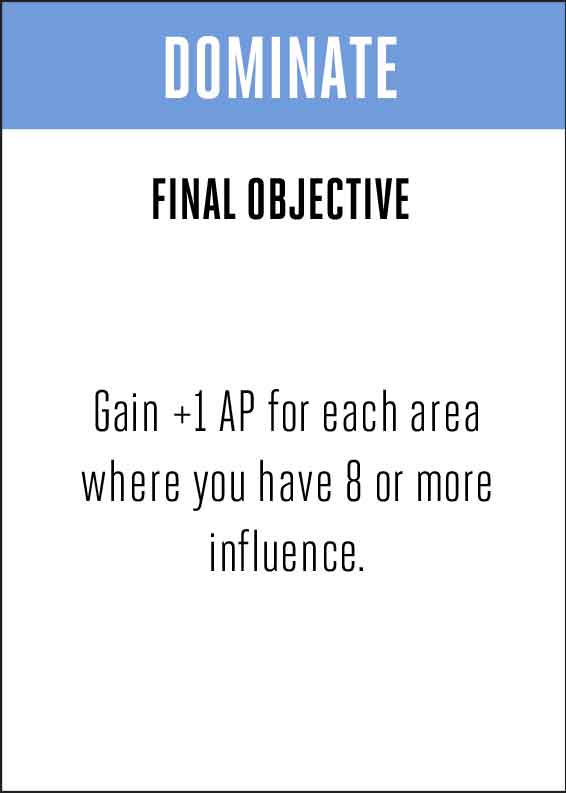 DOMINATE
FINAL OBJECTIVE
Gain +1 AP for each area
where you have 8 or more
influence.